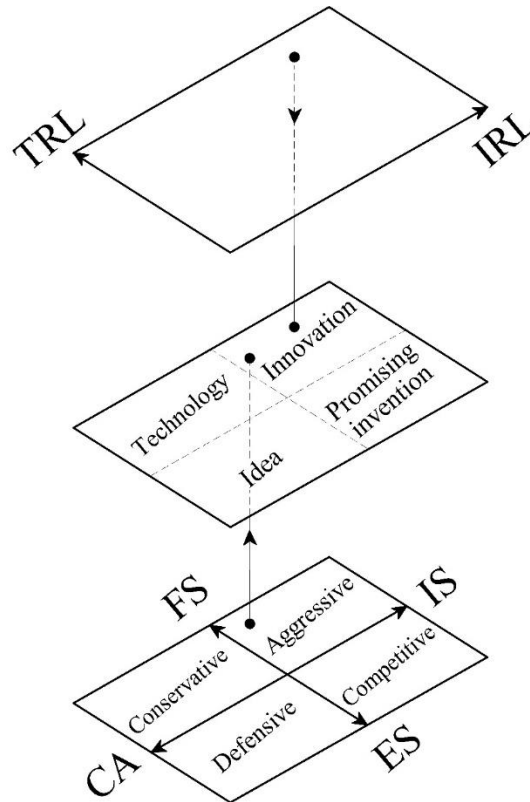 TRL
IRL
Innovation
Technology
Promising
invention
Idea
FS
IS
Aggressive
Conservative
Competitive
Defensive
CA
ES